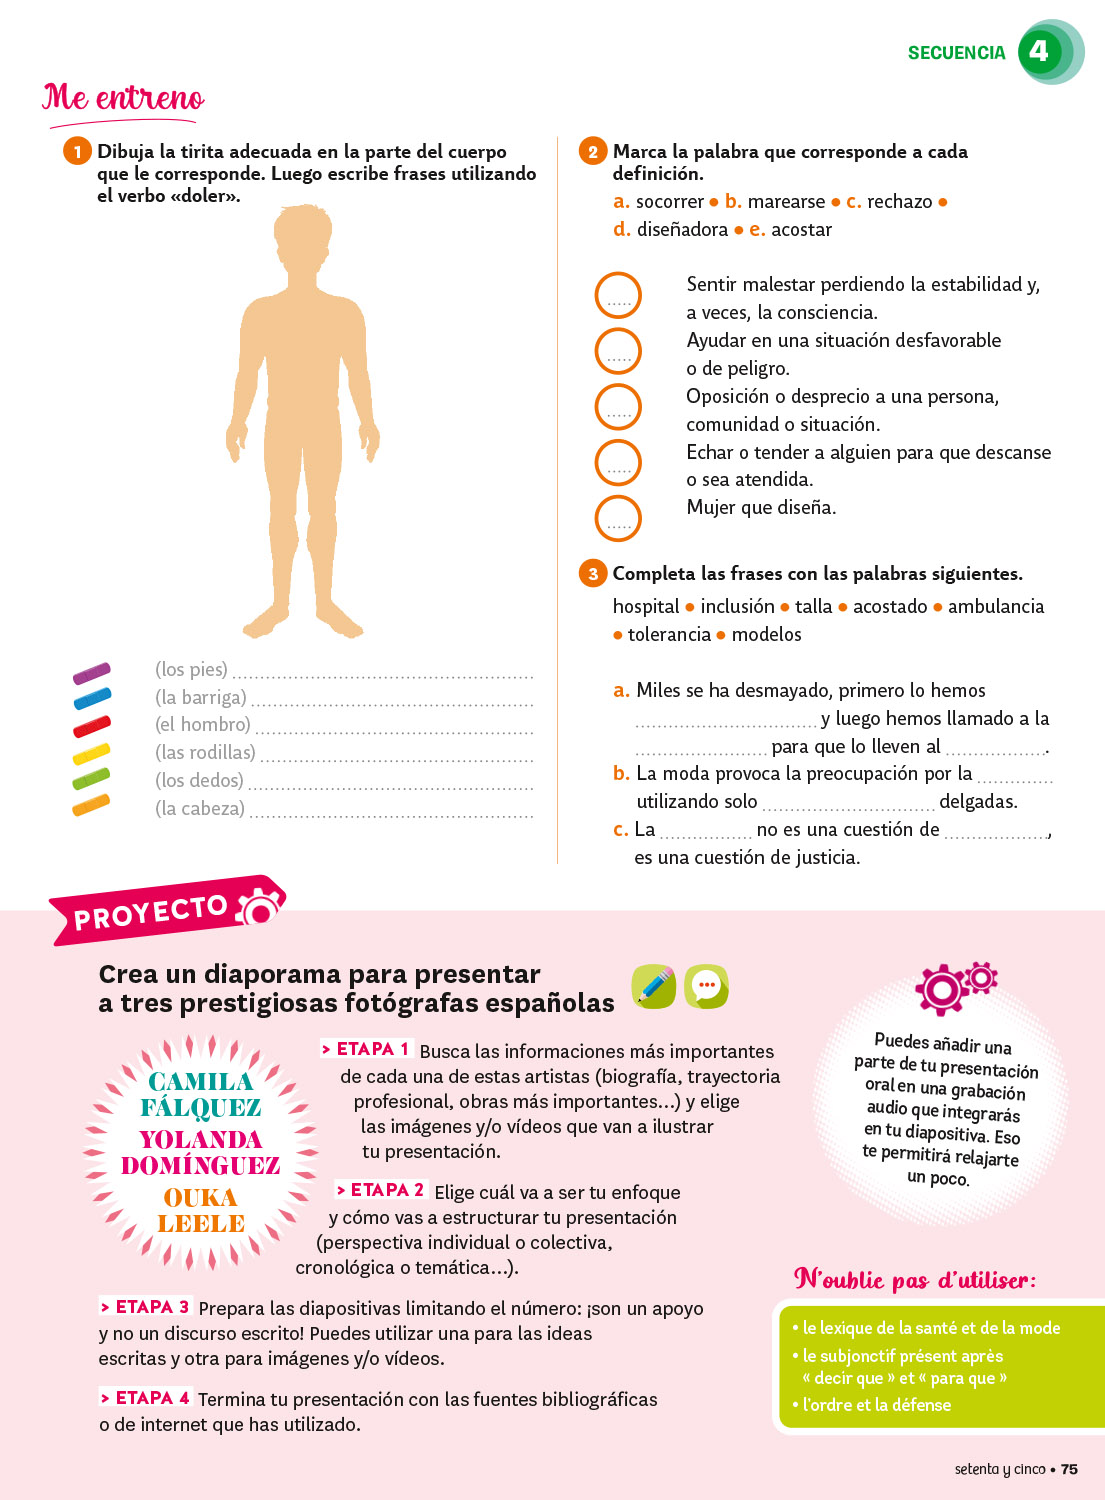 SECUENCIA 4
Me entreno
1 Dibuja la tirita adecuada en la parte del cuerpo
que le corresponde. Luego escribe frases utilizando
el verbo «doler».
(los pies) ......................................................
(la barriga) ......................................................
(el hombro) ......................................................
(las rodillas) ......................................................
(los dedos) ......................................................
(la cabeza) ......................................................
2 Marca la palabra que corresponde a cada
definición.
a. socorrer • b. marearse • c. rechazo •
d. diseñadora • e. acostar
..... Sentir malestar perdiendo la estabilidad y,
a veces, la consciencia.
..... Ayudar en una situación desfavorable
o de peligro.
..... Oposición o desprecio a una persona,
comunidad o situación.
..... Echar o tender a alguien para que descanse
o sea atendida.
..... Mujer que diseña.
3 Completa las frases con las palabras siguientes.
hospital • inclusión • talla • acostado • ambulancia
• tolerancia • modelos
a. Miles se ha desmayado, primero lo hemos
................................ y luego hemos llamado a la
....................... para que lo lleven al ..................
b. La moda provoca la preocupación por la .............
utilizando solo .............................. delgadas.
c. La ................ no es una cuestión de ..................,
es una cuestión de justicia.
PROYECTO
Crea un diaporama para presentar
a tres prestigiosas fotógrafas españolas
CAMILA
FÁLQUEZ
YOLANDA
DOMÍNGUEZ
OUKA
LEELE
> ETAPA 1 Busca las informaciones más importantes
de cada una de estas artistas (biografía, trayectoria
profesional, obras más importantes...) y elige
las imágenes y/o vídeos que van a ilustrar
tu presentación.
> ETAPA 2 Elige cuál va a ser tu enfoque
y cómo vas a estructurar tu presentación
(perspectiva individual o colectiva,
cronológica o temática...).
> ETAPA 3 Prepara las diapositivas limitando el número: ¡son un apoyo
y no un discurso escrito! Puedes utilizar una para las ideas
escritas y otra para imágenes y/o vídeos.
> ETAPA 4 Termina tu presentación con las fuentes bibliográficas
o de internet que has utilizado.
Puedes añadir una
parte de tu presentación
oral en una grabación
audio que integrarás
en tu diapositiva. Eso
te permitirá relajarte
un poco.
N'oublie pas d'utiliser:
• le lexique de la santé et de la mode
• le subjonctif présent après
« decir que » et « para que »
• l'ordre et la défense
setenta y cinco • 75